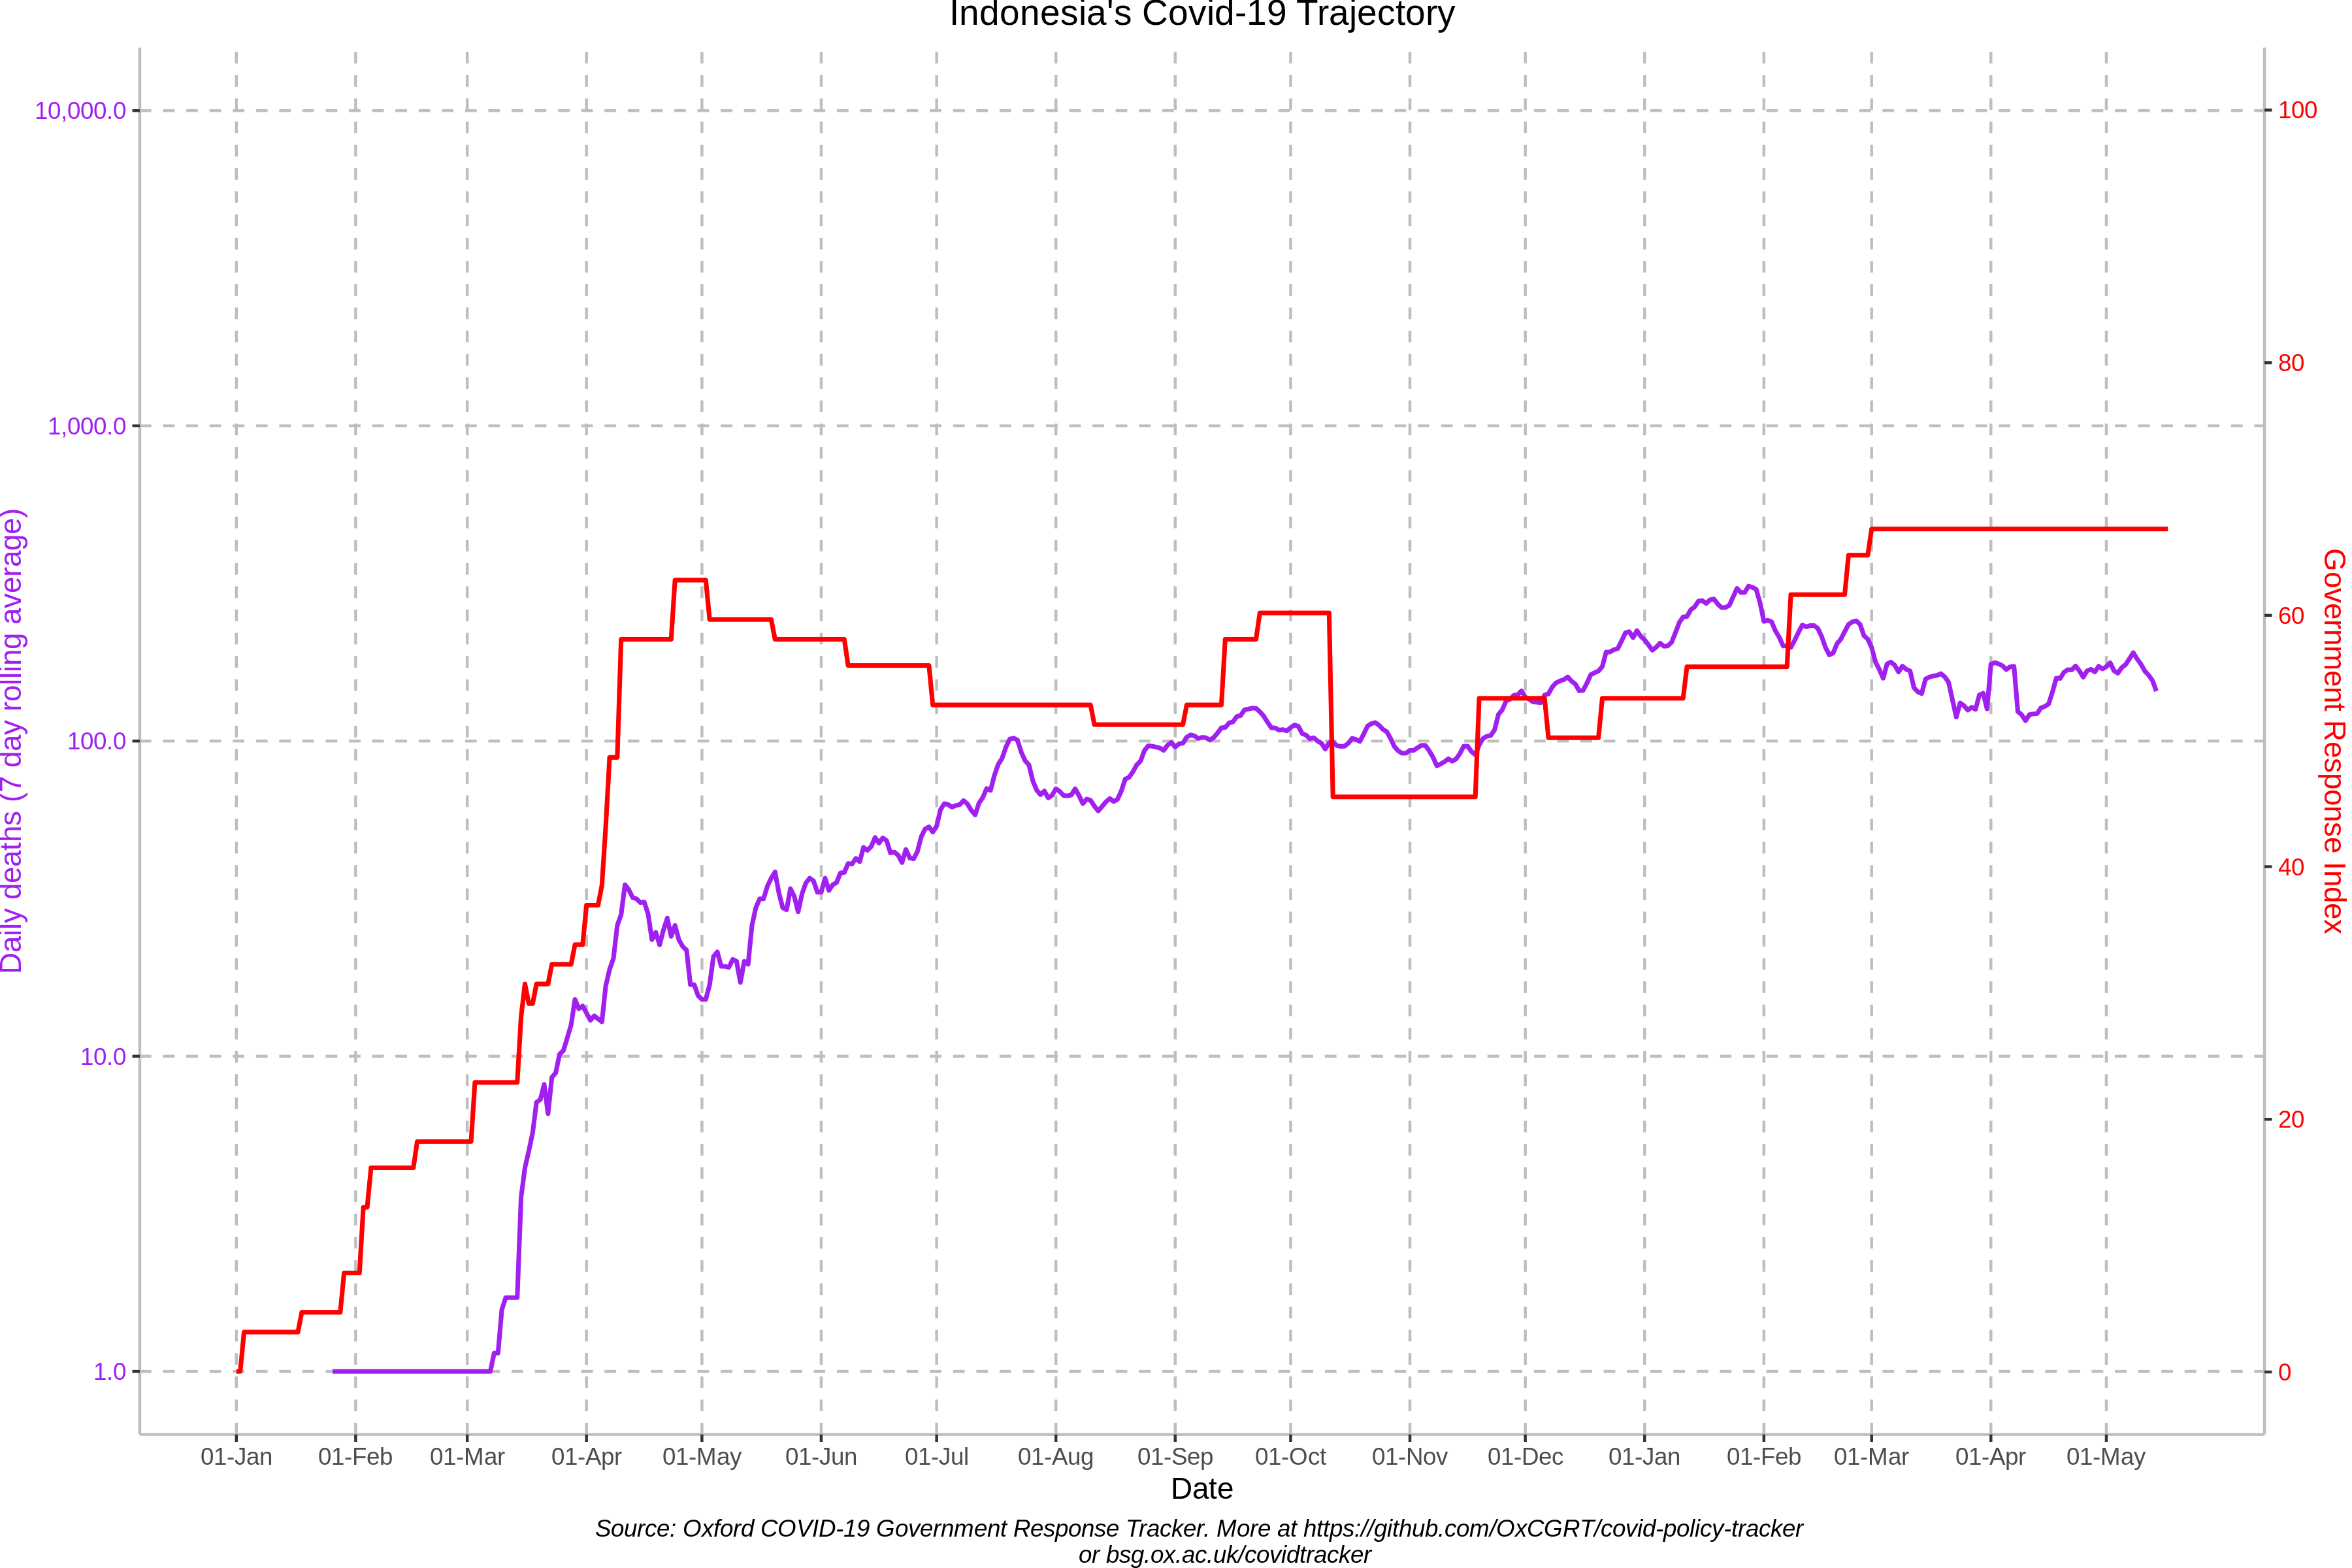 Indonesia's Covid-19 Trajectory
10,000.0
1,000.0
100.0
10.0
1.0
Daily deaths (7 day rolling average)
100
80
60
40
20
0
Government Response Index
01-Jan 01-Feb 01-Mar 01-Apr 01-May 01-Jun 01-Jul 01-Aug 01-Sep 01-Oct 01-Nov 01-Dec 01-Jan 01-Feb 01-Mar 01-Apr 01-May
Date
Source: Oxford COVID-19 Government Response Tracker. More at https://github.com/OxCGRT/covid-policy-tracker
or bsg.ox.ac.uk/covidtracker